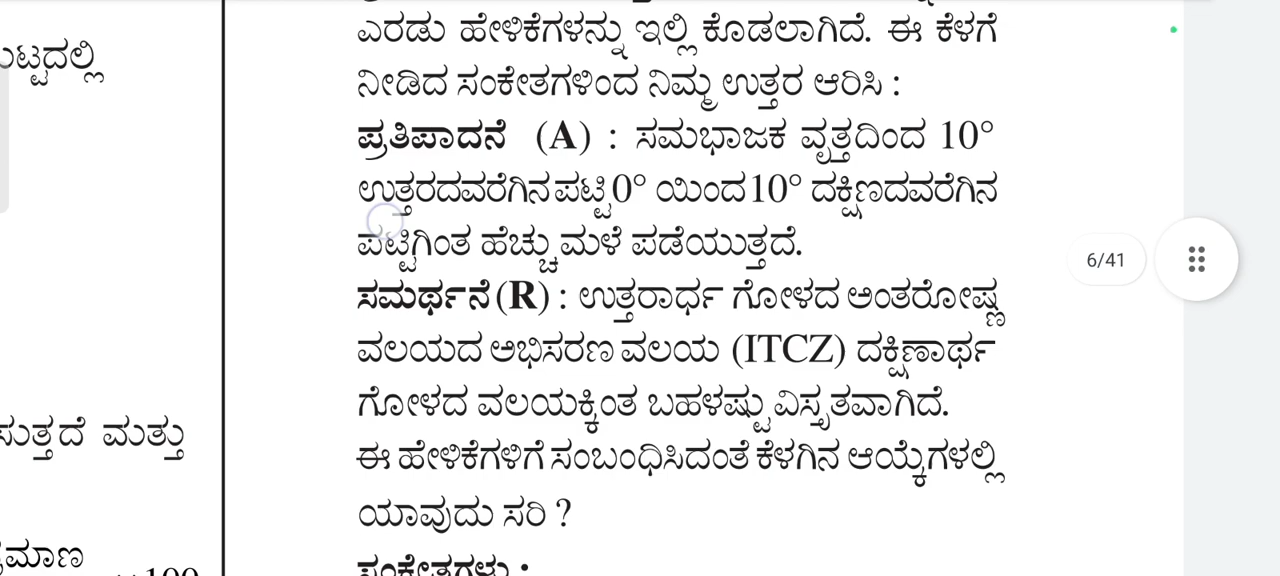 ಎರಡು ಹೇಳಿಕೆಗಳನ್ನು ಇಲ್ಲಿ ಕೊಡಲಾಗಿದೆ. ಈ ಕೆಳಗೆ
ನೀಡಿದ ಸಂಕೇತಗಳಿಂದ ನಿಮ್ಮ ಉತ್ತರ ಆರಿಸಿ :
ಪ್ರತಿಪಾದನೆ (A) : ಸಮಭಾಜಕ ವೃತ್ತದಿಂದ 10°
ಉತ್ತರದವರೆಗಿನ ಪಟ್ಟಿ 0° ಯಿಂದ 10° ದಕ್ಷಿಣದವರೆಗಿನ
ಪಟ್ಟಿಗಿಂತ ಹೆಚ್ಚು ಮಳೆ ಪಡೆಯುತ್ತದೆ.
ಸಮರ್ಥನೆ (R) : ಉತ್ತರಾರ್ಧ ಗೋಳದ ಅಂತರೋಷ್ಣ
ವಲಯದ ಅಭಿಸರಣ ವಲಯ (ITCZ) ದಕ್ಷಿಣಾರ್ಥ
ಗೋಳದ ವಲಯಕ್ಕಿಂತ ಬಹಳಷ್ಟು ವಿಸ್ತೃತವಾಗಿದೆ.
ಈ ಹೇಳಿಕೆಗಳಿಗೆ ಸಂಬಂಧಿಸಿದಂತೆ ಕೆಳಗಿನ ಆಯ್ಕೆಗಳಲ್ಲಿ
ಯಾವುದು ಸರಿ ?
ಸಂಕೇತಗಳು :
ಮತ್ತು
6/41